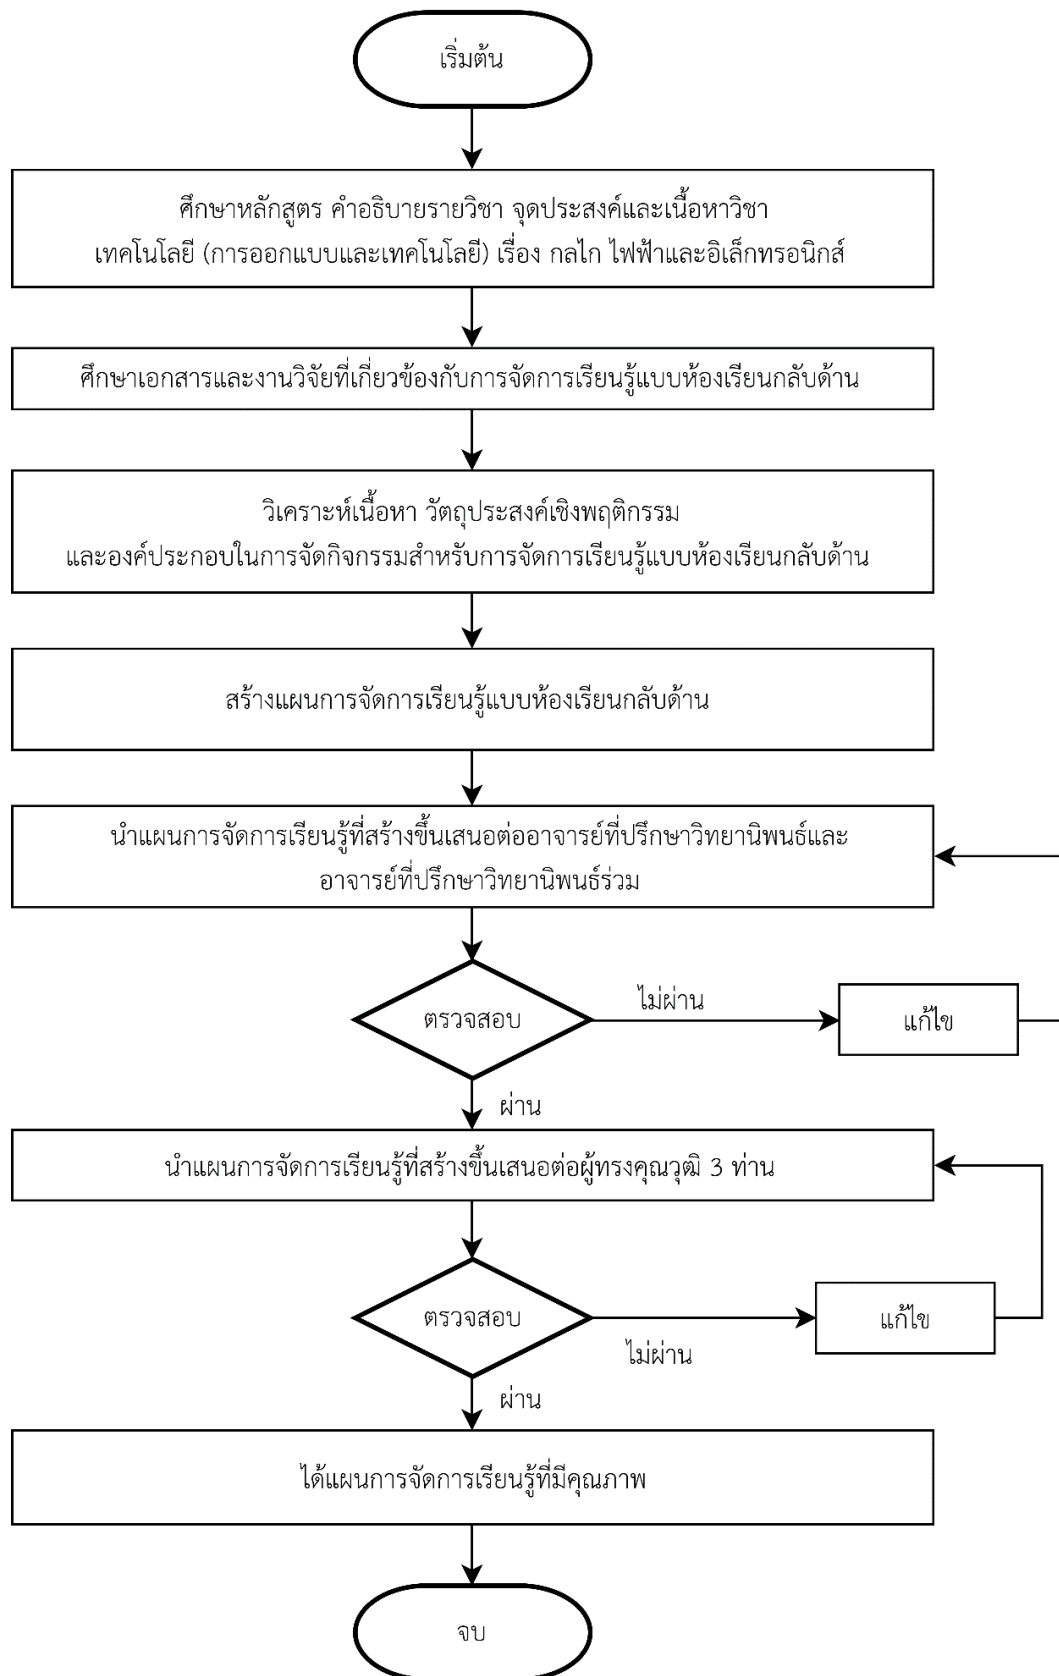 เริ่มต้น
ศึกษาหลักสูตร คำอธิบายรายวิชา จุดประสงค์และเนื้อหาวิชา
เทคโนโลยี (การออกแบบและเทคโนโลยี) เรื่อง กลไก ไฟฟ้าและอิเล็กทรอนิกส์
ศึกษาเอกสารและงานวิจัยที่เกี่ยวข้องกับการจัดการเรียนรู้แบบห้องเรียนกลับด้าน
วิเคราะห์เนื้อหา วัตถุประสงค์เชิงพฤติกรรม
และองค์ประกอบในการจัดกิจกรรมสำหรับการจัดการเรียนรู้แบบห้องเรียนกลับด้าน
สร้างแผนการจัดการเรียนรู้แบบห้องเรียนกลับด้าน
นำแผนการจัดการเรียนรู้ที่สร้างขึ้นเสนอต่ออาจารย์ที่ปรึกษาวิทยานิพนธ์และ
อาจารย์ที่ปรึกษาวิทยานิพนธ์ร่วม
ตรวจสอบ
ไม่ผ่าน
แก้ไข
ผ่าน
นำแผนการจัดการเรียนรู้ที่สร้างขึ้นเสนอต่อผู้ทรงคุณวุฒิ 3 ท่าน
ตรวจสอบ
ไม่ผ่าน
แก้ไข
ผ่าน
ได้แผนการจัดการเรียนรู้ที่มีคุณภาพ
จบ